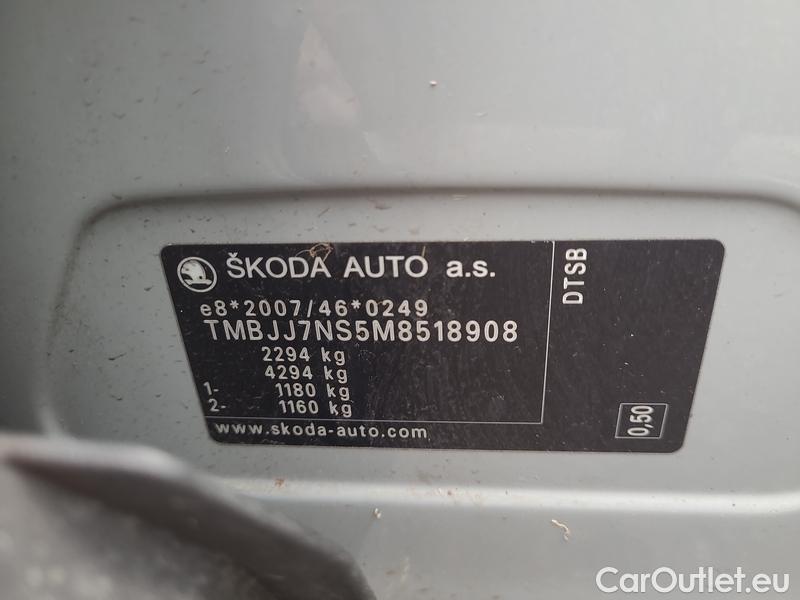 ŠKODA AUTO a.s.
e8*2007/46*0249
TMBJJ7NS5M8518908
2294 kg
4294 kg
1- 1180 kg
2- 1160 kg
www.skoda-auto.com
DTSB
0,50
CarOutlet.eu